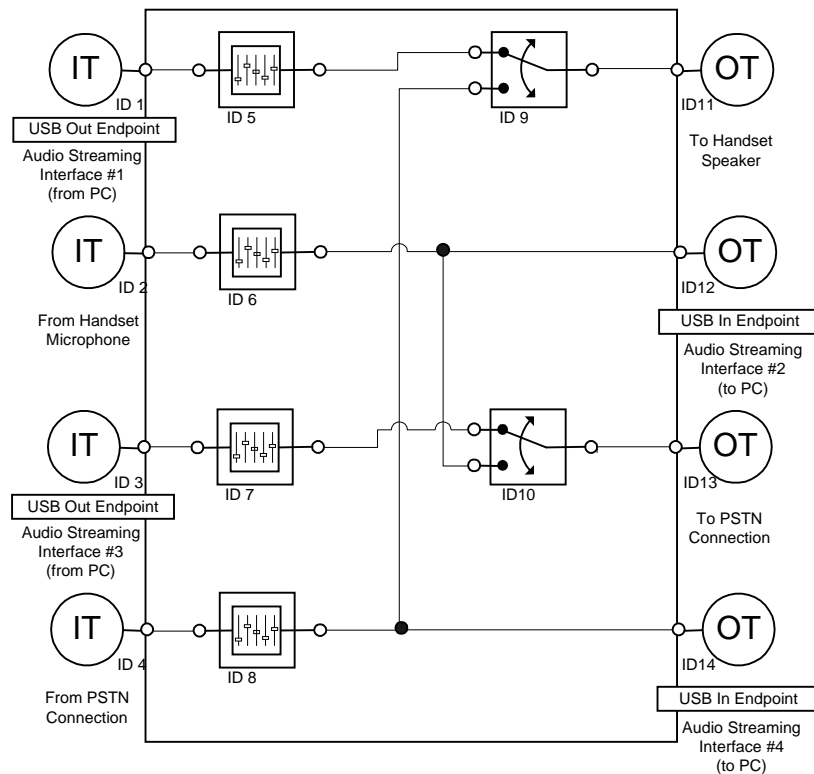 IT
ID 1
USB Out Endpoint
Audio Streaming
Interface #1
(from PC)
ID 5
ID 9
OT
ID11
To Handset
Speaker
IT
ID 2
From Handset
Microphone
ID 6
OT
ID12
USB In Endpoint
Audio Streaming
Interface #2
(to PC)
IT
ID 3
USB Out Endpoint
Audio Streaming
Interface #3
(from PC)
ID 7
ID10
OT
ID13
To PSTN
Connection
IT
ID 4
From PSTN
Connection
ID 8
OT
ID14
USB In Endpoint
Audio Streaming
Interface #4
(to PC)